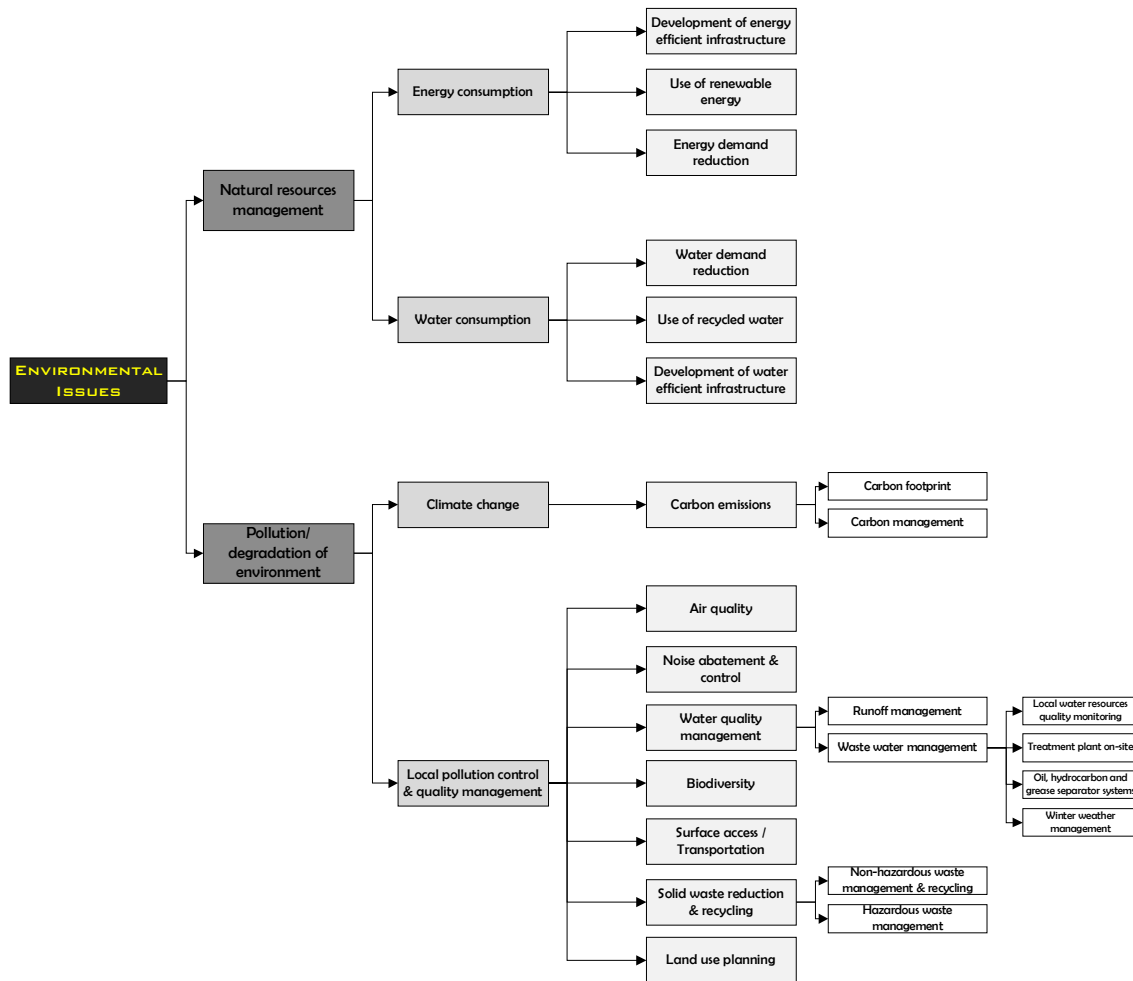 Development of energy
efficient infrastructure
Energy consumption
Use of renewable
energy
Energy demand
reduction
Natural resources
management
Water demand
reduction
Water consumption
Use of recycled water
Development of water
efficient infrastructure
ENVIRONMENTAL
ISSUES
Climate change
Carbon emissions
Carbon footprint
Carbon management
Pollution/
degradation of
environment
Air quality
Noise abatement &
control
Water quality
management
Runoff management
Waste water management
Local water resources
quality monitoring
Treatment plant on-site
Oil, hydrocarbon and
grease separator systems
Winter weather
management
Local pollution control
& quality management
Biodiversity
Surface access /
Transportation
Solid waste reduction
& recycling
Non-hazardous waste
management & recycling
Hazardous waste
management
Land use planning